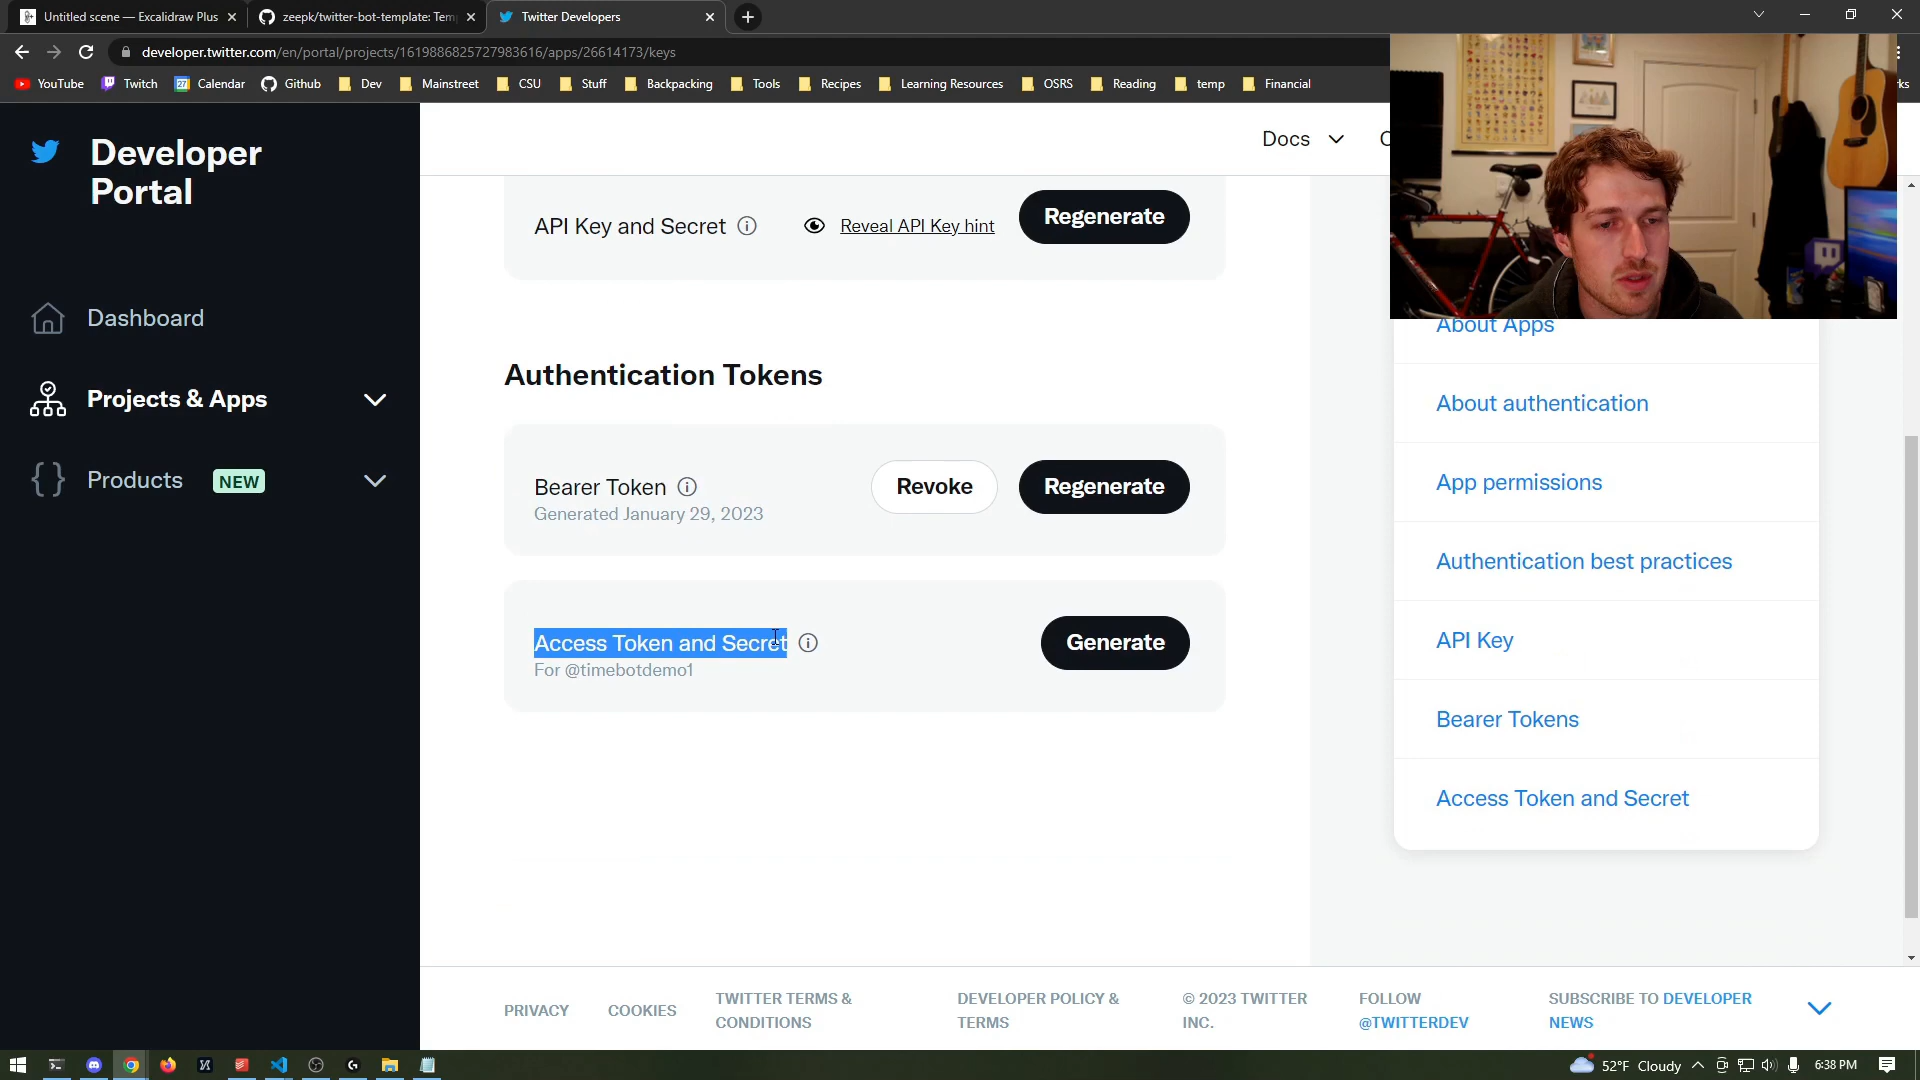 Untitled scene — Excalidraw Plus
zeepk/twitter-bot-template: Tem
Twitter Developers
developer.twitter.com/en/portal/projects/1619886825727983616/apps/26614173/keys
YouTube
Twitch
Calendar
Github
Dev
Mainstreet
CSU
Stuff
Backpacking
Tools
Recipes
Learning Resources
OSRS
Reading
temp
Financial
Developer
Portal
Docs
Dashboard
Projects & Apps
Products NEW
API Key and Secret
Reveal API Key hint
Regenerate
Authentication Tokens
Bearer Token
Generated January 29, 2023
Revoke
Regenerate
Access Token and Secret
For @timebotdemo1
Generate
About Apps
About authentication
App permissions
Authentication best practices
API Key
Bearer Tokens
Access Token and Secret
PRIVACY
COOKIES
TWITTER TERMS &
CONDITIONS
DEVELOPER POLICY &
TERMS
© 2023 TWITTER
INC.
FOLLOW
@TWITTERDEV
SUBSCRIBE TO DEVELOPER
NEWS
52°F Cloudy
6:38 PM